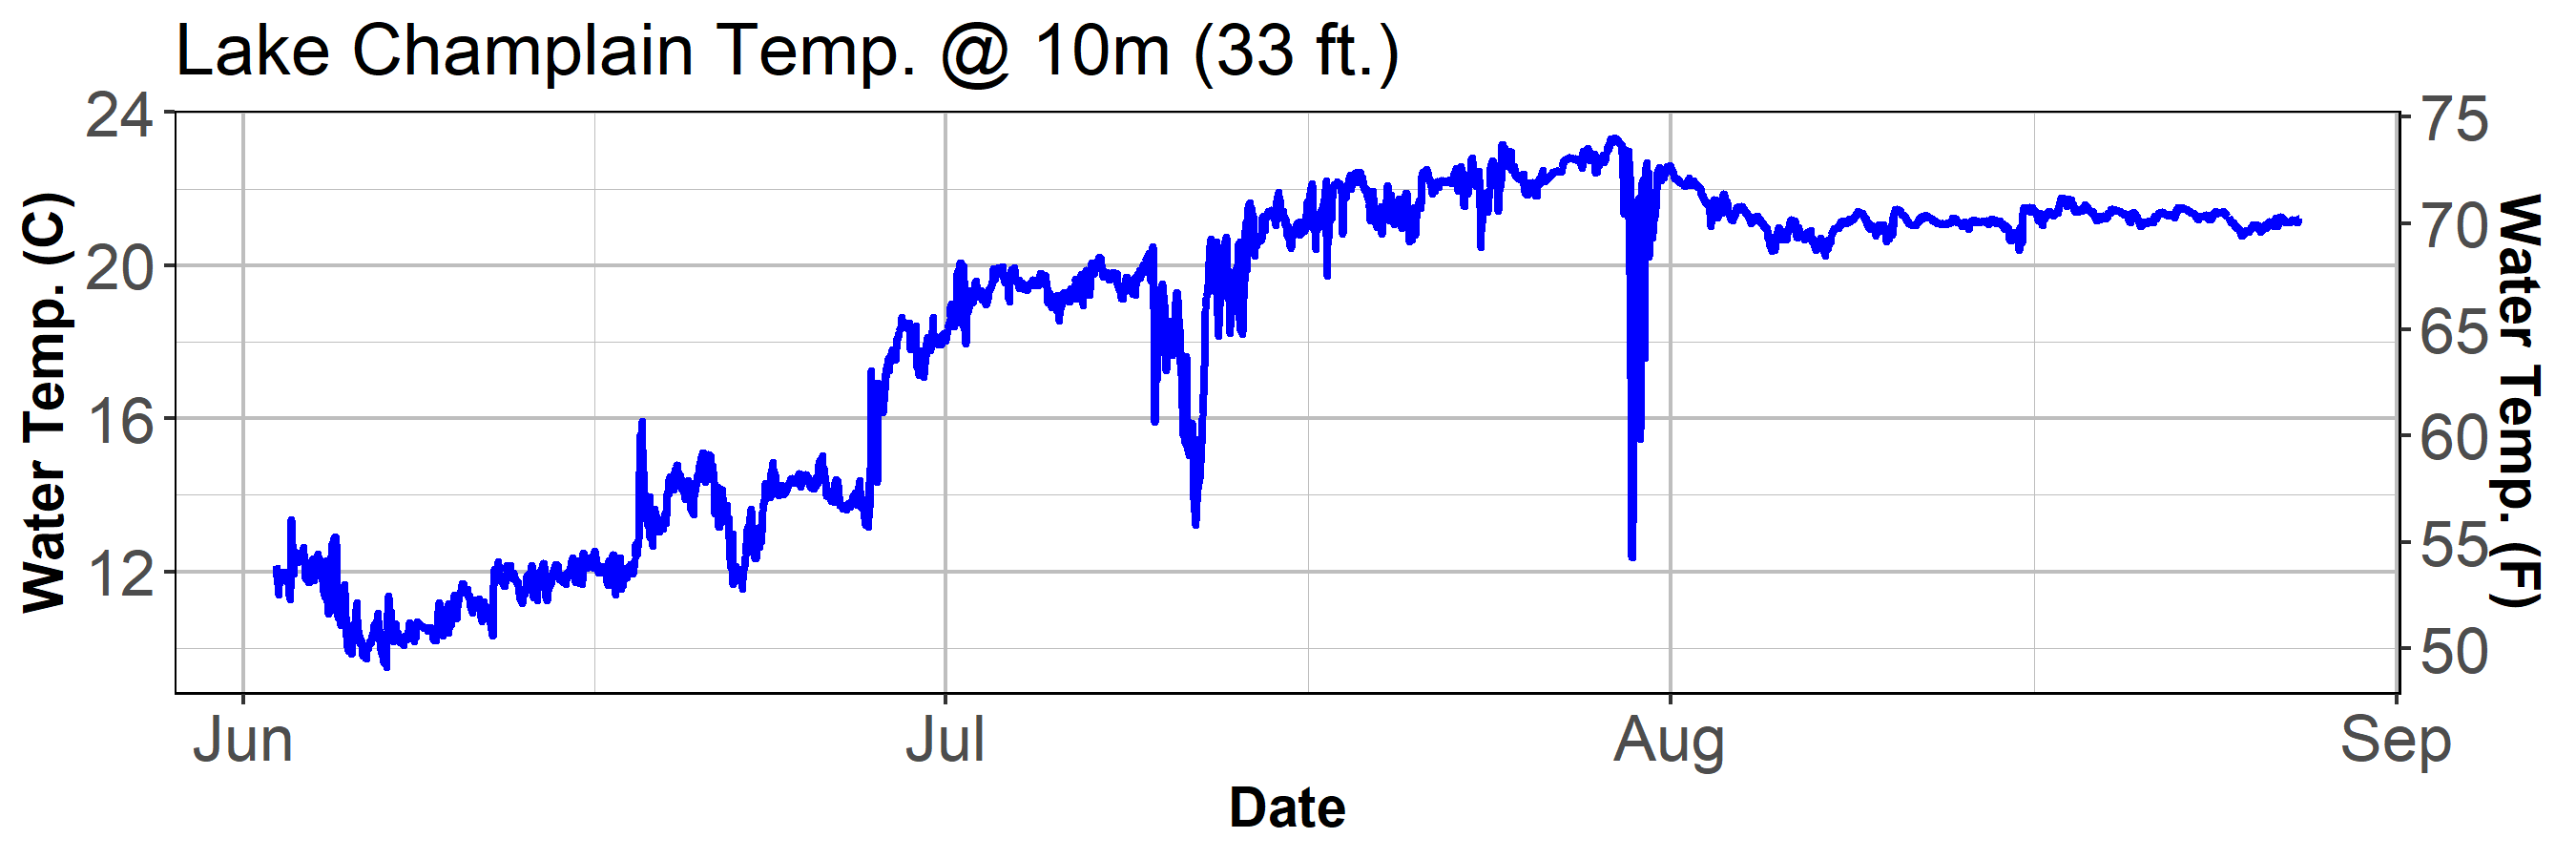 Lake Champlain Temp. @ 10m (33 ft.)
Water Temp. (C)
24
20
16
12
75
70
65
60
55
50
Water Temp. (F)
Jun Jul Aug Sep
Date